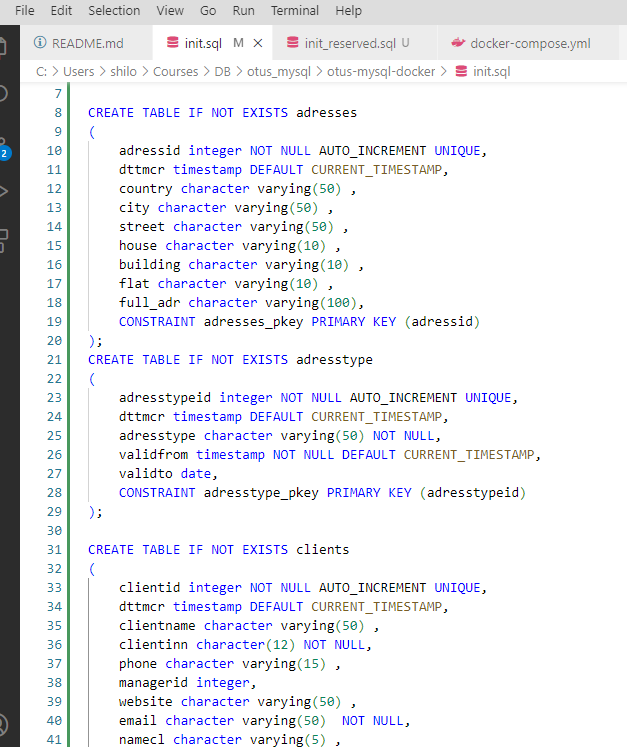 File Edit Selection View Go Run Terminal Help
README.md init.sql M init_reserved.sql U docker-compose.yml
C: > Users > shilo > Courses > DB > otus_mysql > otus-mysql-docker > init.sql
7
8 CREATE TABLE IF NOT EXISTS adresses
9 (
10 adressid integer NOT NULL AUTO_INCREMENT UNIQUE,
11 dttmcr timestamp DEFAULT CURRENT_TIMESTAMP,
12 country character varying(50) ,
13 city character varying(50) ,
14 street character varying(50) ,
15 house character varying(10) ,
16 building character varying(10) ,
17 flat character varying(10) ,
18 full_adr character varying(100),
19 CONSTRAINT adresses_pkey PRIMARY KEY (adressid)
20 );
21 CREATE TABLE IF NOT EXISTS adresstype
22 (
23 adresstypeid integer NOT NULL AUTO_INCREMENT UNIQUE,
24 dttmcr timestamp DEFAULT CURRENT_TIMESTAMP,
25 adresstype character varying(50) NOT NULL,
26 validfrom timestamp NOT NULL DEFAULT CURRENT_TIMESTAMP,
27 validto date,
28 CONSTRAINT adresstype_pkey PRIMARY KEY (adresstypeid)
29 );
30
31 CREATE TABLE IF NOT EXISTS clients
32 (
33 clientid integer NOT NULL AUTO_INCREMENT UNIQUE,
34 dttmcr timestamp DEFAULT CURRENT_TIMESTAMP,
35 clientname character varying(50) ,
36 clientinn character(12) NOT NULL,
37 phone character varying(15) ,
38 managerid integer,
39 website character varying(50) ,
40 email character varying(50)  NOT NULL,
41 namecl character varying(5) ,
2